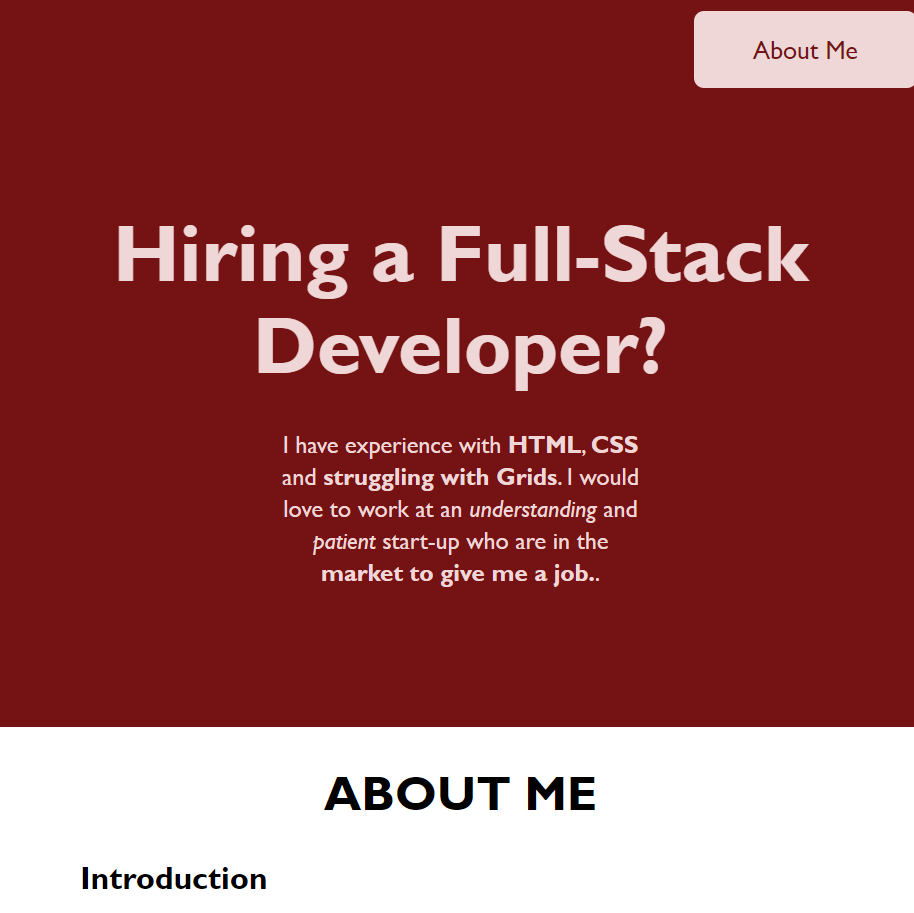 About Me
Hiring a Full-Stack
Developer?
I have experience with HTML, CSS
and struggling with Grids. I would
love to work at an understanding and
patient start-up who are in the
market to give me a job..
ABOUT ME
Introduction